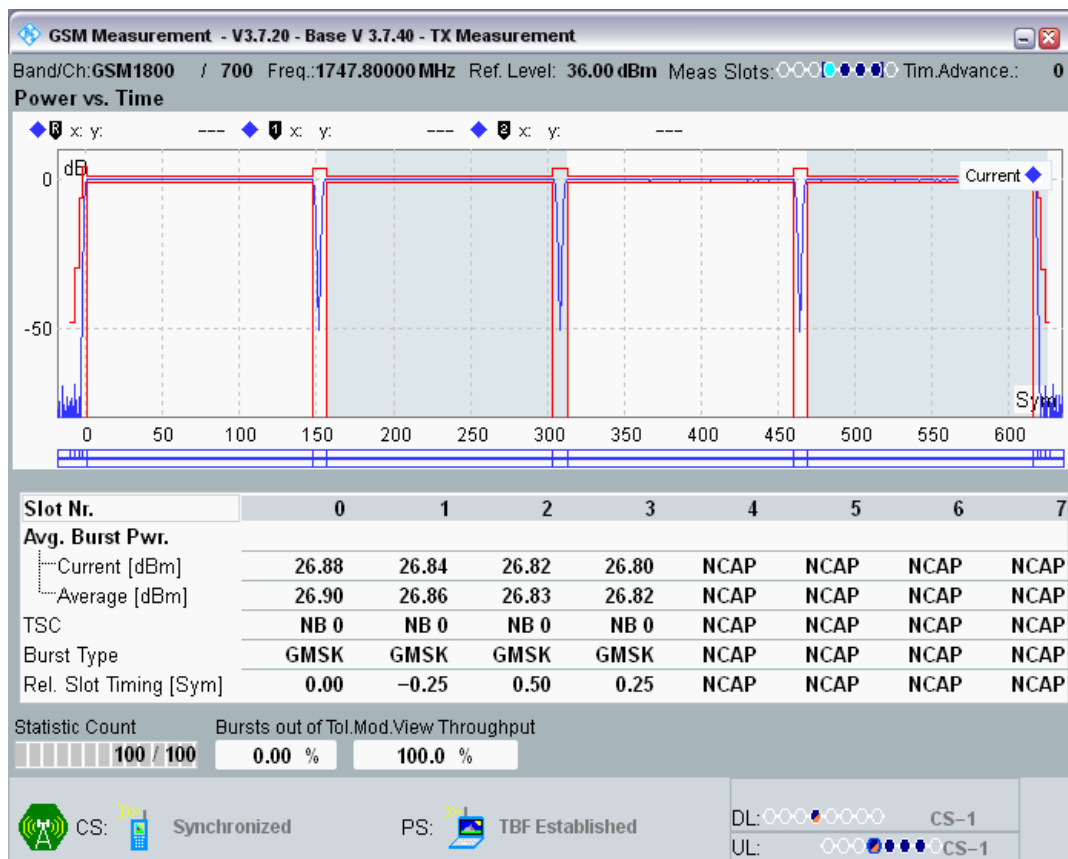 GSM Measurement - V3.7.20 - Base V 3.7.40 - TX Measurement
Band/Ch:GSM1800 / 700 Freq.:1747.80000 MHz Ref. Level: 36.00 dBm Meas Slots: Tim.Advance.: 0
Power vs. Time
R x: y: --- 1 x: y: --- 2 x: y: ---
dB
Current
0
-50
Sym
0 50 100 150 200 250 300 350 400 450 500 550 600
Slot Nr. 0 1 2 3 4 5 6 7
Avg. Burst Pwr.
Current [dBm] 26.88 26.84 26.82 26.80 NCAP NCAP NCAP NCAP
Average [dBm] 26.90 26.86 26.83 26.82 NCAP NCAP NCAP NCAP
TSC NB 0 NB 0 NB 0 NB 0 NCAP NCAP NCAP NCAP
Burst Type GMSK GMSK GMSK GMSK NCAP NCAP NCAP NCAP
Rel. Slot Timing [Sym] 0.00 −0.25 0.50 0.25 NCAP NCAP NCAP NCAP
Statistic Count Bursts out of Tol.Mod.View Throughput
100 / 100 0.00 % 100.0 %
CS: Synchronized PS: TBF Established DL: CS−1
UL: CS−1